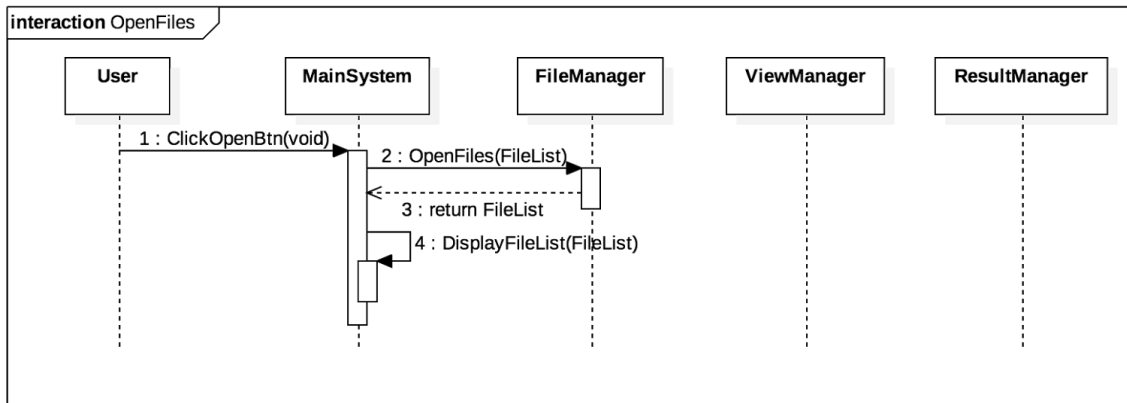 interaction OpenFiles
User
MainSystem
FileManager
ViewManager
ResultManager
1 : ClickOpenBtn(void)
2 : OpenFiles(FileList)
3 : return FileList
4 : DisplayFileList(FileList)